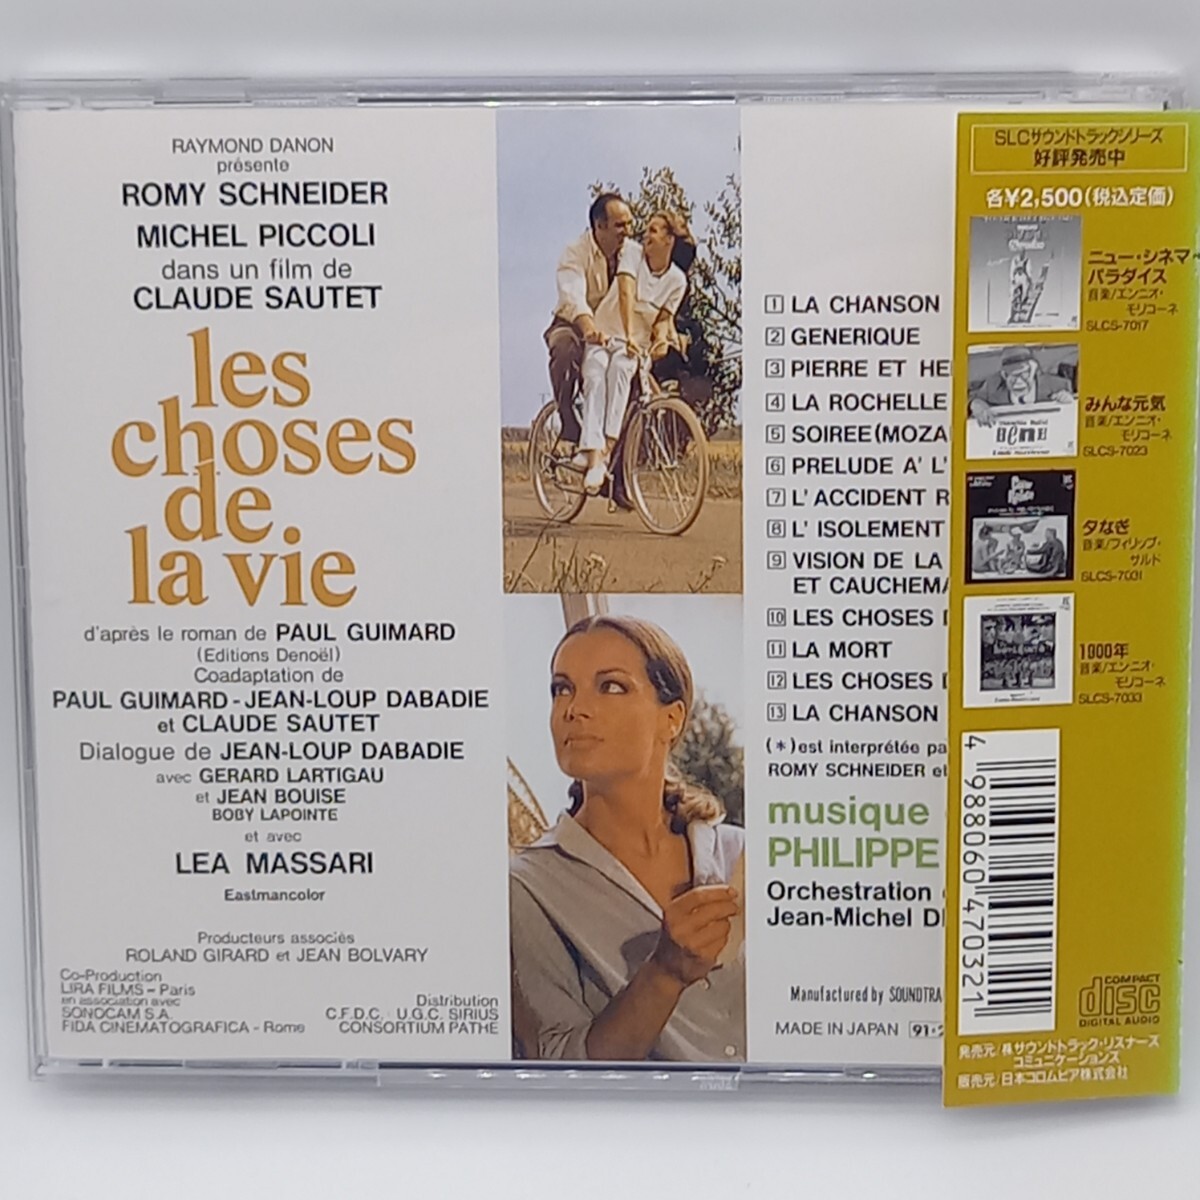 RAYMOND DANON
présente
ROMY SCHNEIDER
MICHEL PICCOLI
dans un film de
CLAUDE SAUTET
les
choses
de
la vie
d'après le roman de PAUL GUIMARD
(Editions Denoël)
Coadaptation de
PAUL GUIMARD-JEAN-LOUP DABADIE
et CLAUDE SAUTET
Dialogue de JEAN-LOUP DABADIE
avec GERARD LARTIGAU
et JEAN BOUISE
BOBY LAPOINTE
et avec
LEA MASSARI
Eastmancolor
Producteurs associés
ROLAND GIRARD et JEAN BOLVARY
Co-Production
LIRA FILMS – Paris
en association avec
SONOCAM S.A.
FIDA CINEMATOGRAFICA - Rome
Distribution
C.F.D.C. U.G.C. SIRIUS
CONSORTIUM PATHE
1 LA CHANSON
2 GENERIQUE
3 PIERRE ET HE
4 LA ROCHELLE
5 SOIREE(MOZA
6 PRELUDE A' L'
7 L'ACCIDENT R
8 L' ISOLEMENT
9 VISION DE LA
ET CAUCHEMA
10 LES CHOSES D
11 LA MORT
12 LES CHOSES D
13 LA CHANSON
(*)est interprétée pa
ROMY SCHNEIDER et
musique
PHILIPPE
Orchestration
Jean-Michel D
Manufactured by SOUNDTRA
MADE IN JAPAN 91・
SLCサウンドトラックシリーズ
好評発売中
各¥2,500(税込定価)
ニュー・シネマ・
パラダイス
音楽/エンニオ・
モリコーネ
SLCS-7017
みんな元気
音楽/エンニオ・
モリコーネ
SLCS-7023
夕なぎ
音楽/フィリップ・
サルド
SLCS-7031
1900年
音楽/エンニオ・
モリコーネ
SLCS-7033
4 988060 470321
COMPACT
disc
DIGITAL AUDIO
発売元/㈱サウンドトラック・リスナーズ
コミュニケーションズ
販売元/日本コロムビア株式会社